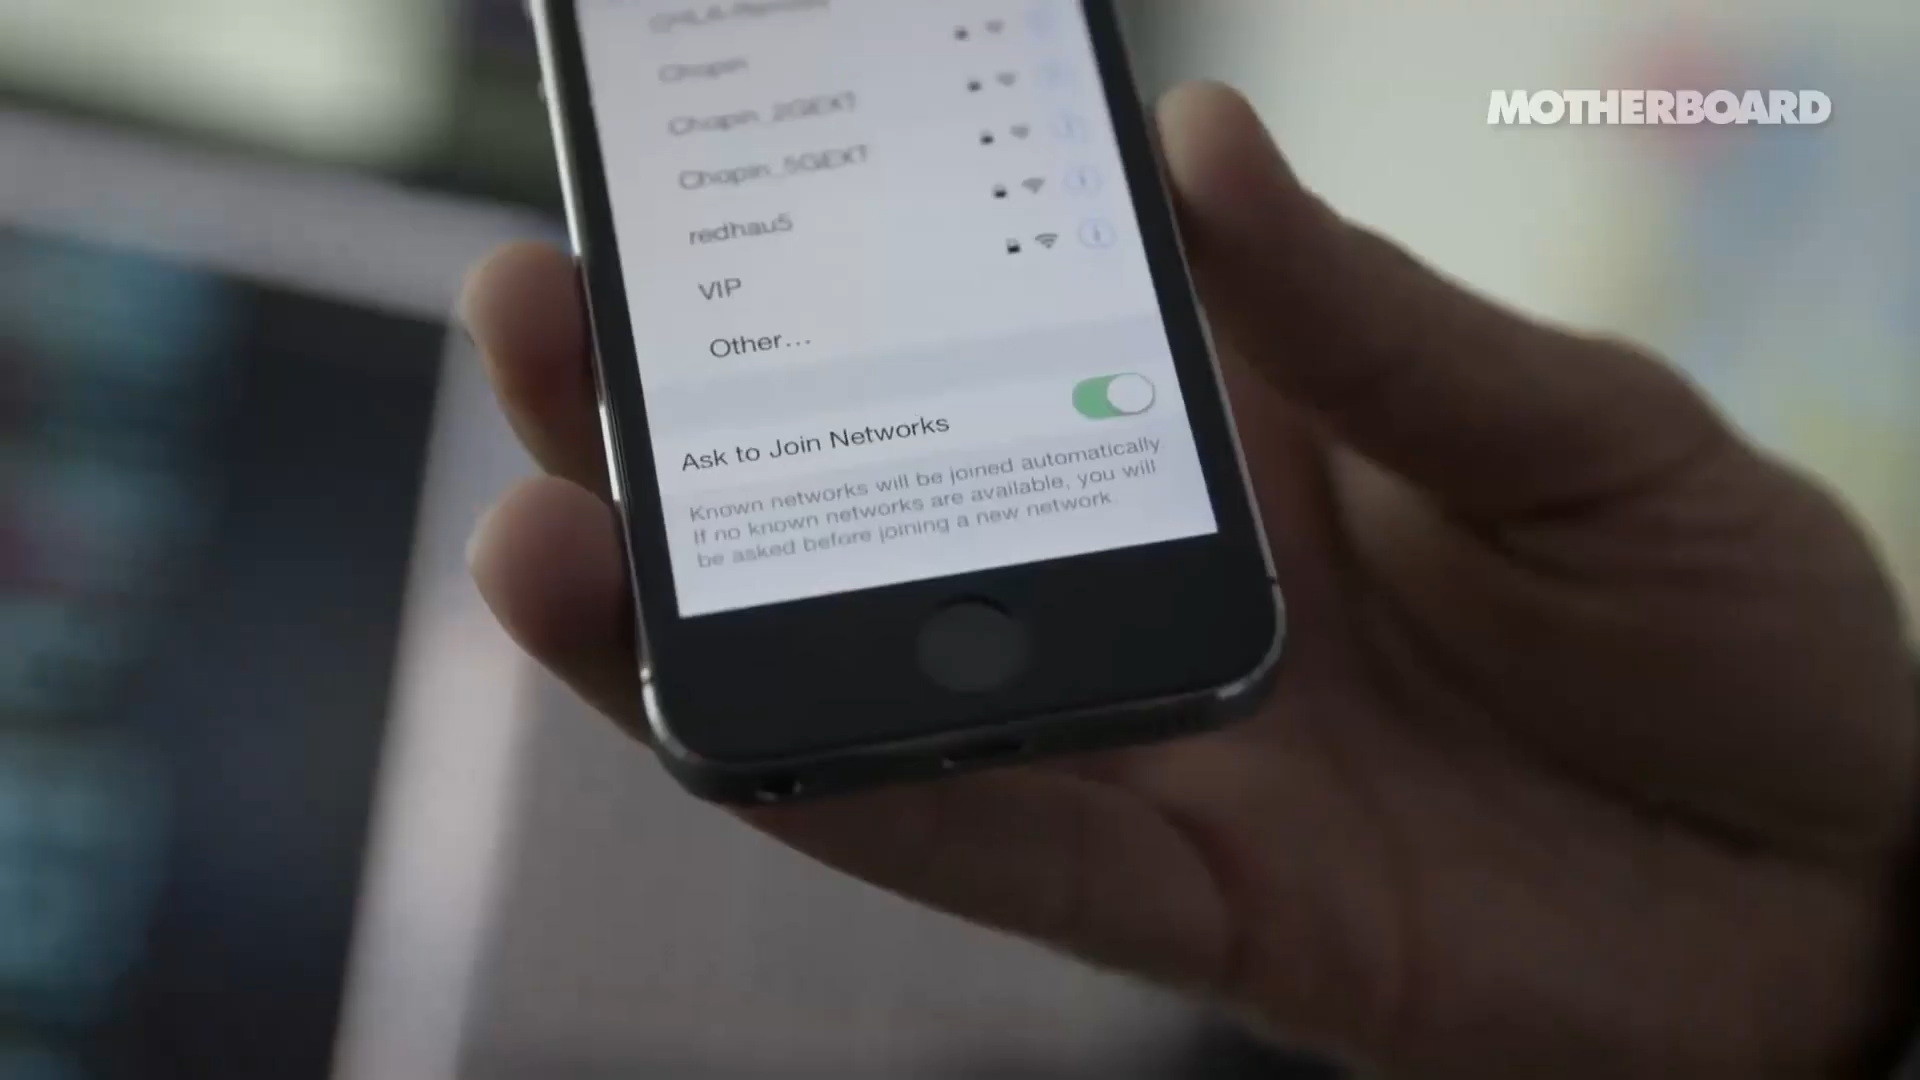 MOTHERBOARD
Chopin
Chopin_2GEXT
Chopin_5GEXT
redhau5
VIP
Other...
Ask to Join Networks
Known networks will be joined automatically.
If no known networks are available, you will
be asked before joining a new network.